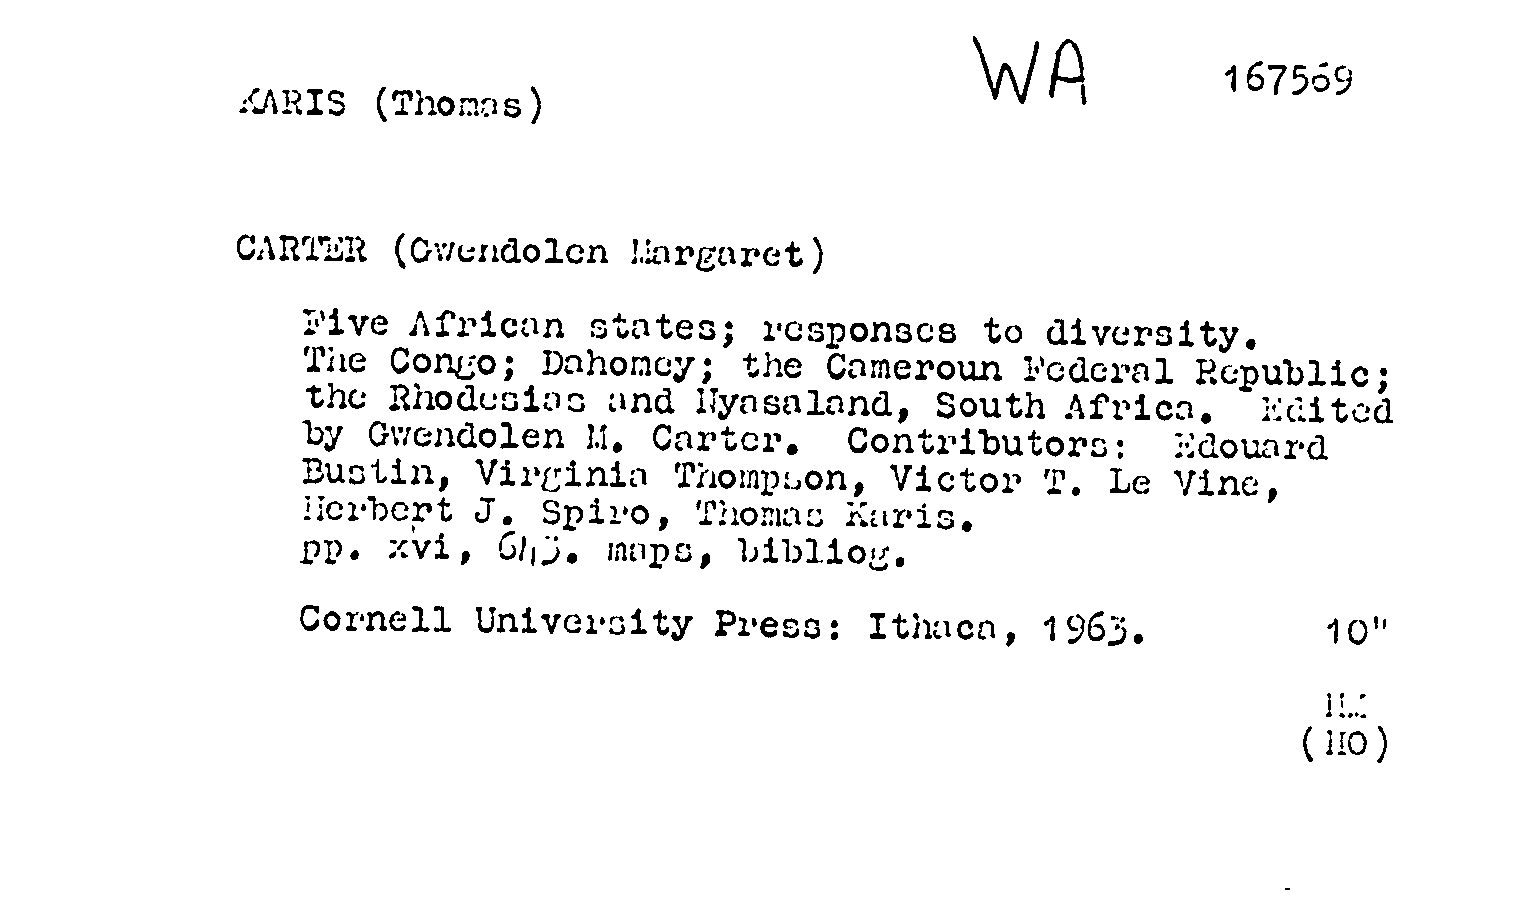 WA 167569
KARIS (Thomas)
CARTER (Gwendolen Margaret)
Five African states; responses to diversity.
The Congo; Dahomey; the Cameroun Federal Republic;
the Rhodesias and Nyasaland, South Africa. Edited
by Gwendolen M. Carter. Contributors: Edouard
Bustin, Virginia Thompson, Victor T. Le Vine,
Herbert J. Spiro, Thomas Karis.
pp. xvi, 643. maps, bibliog.
Cornell University Press: Ithaca, 1963. 10"